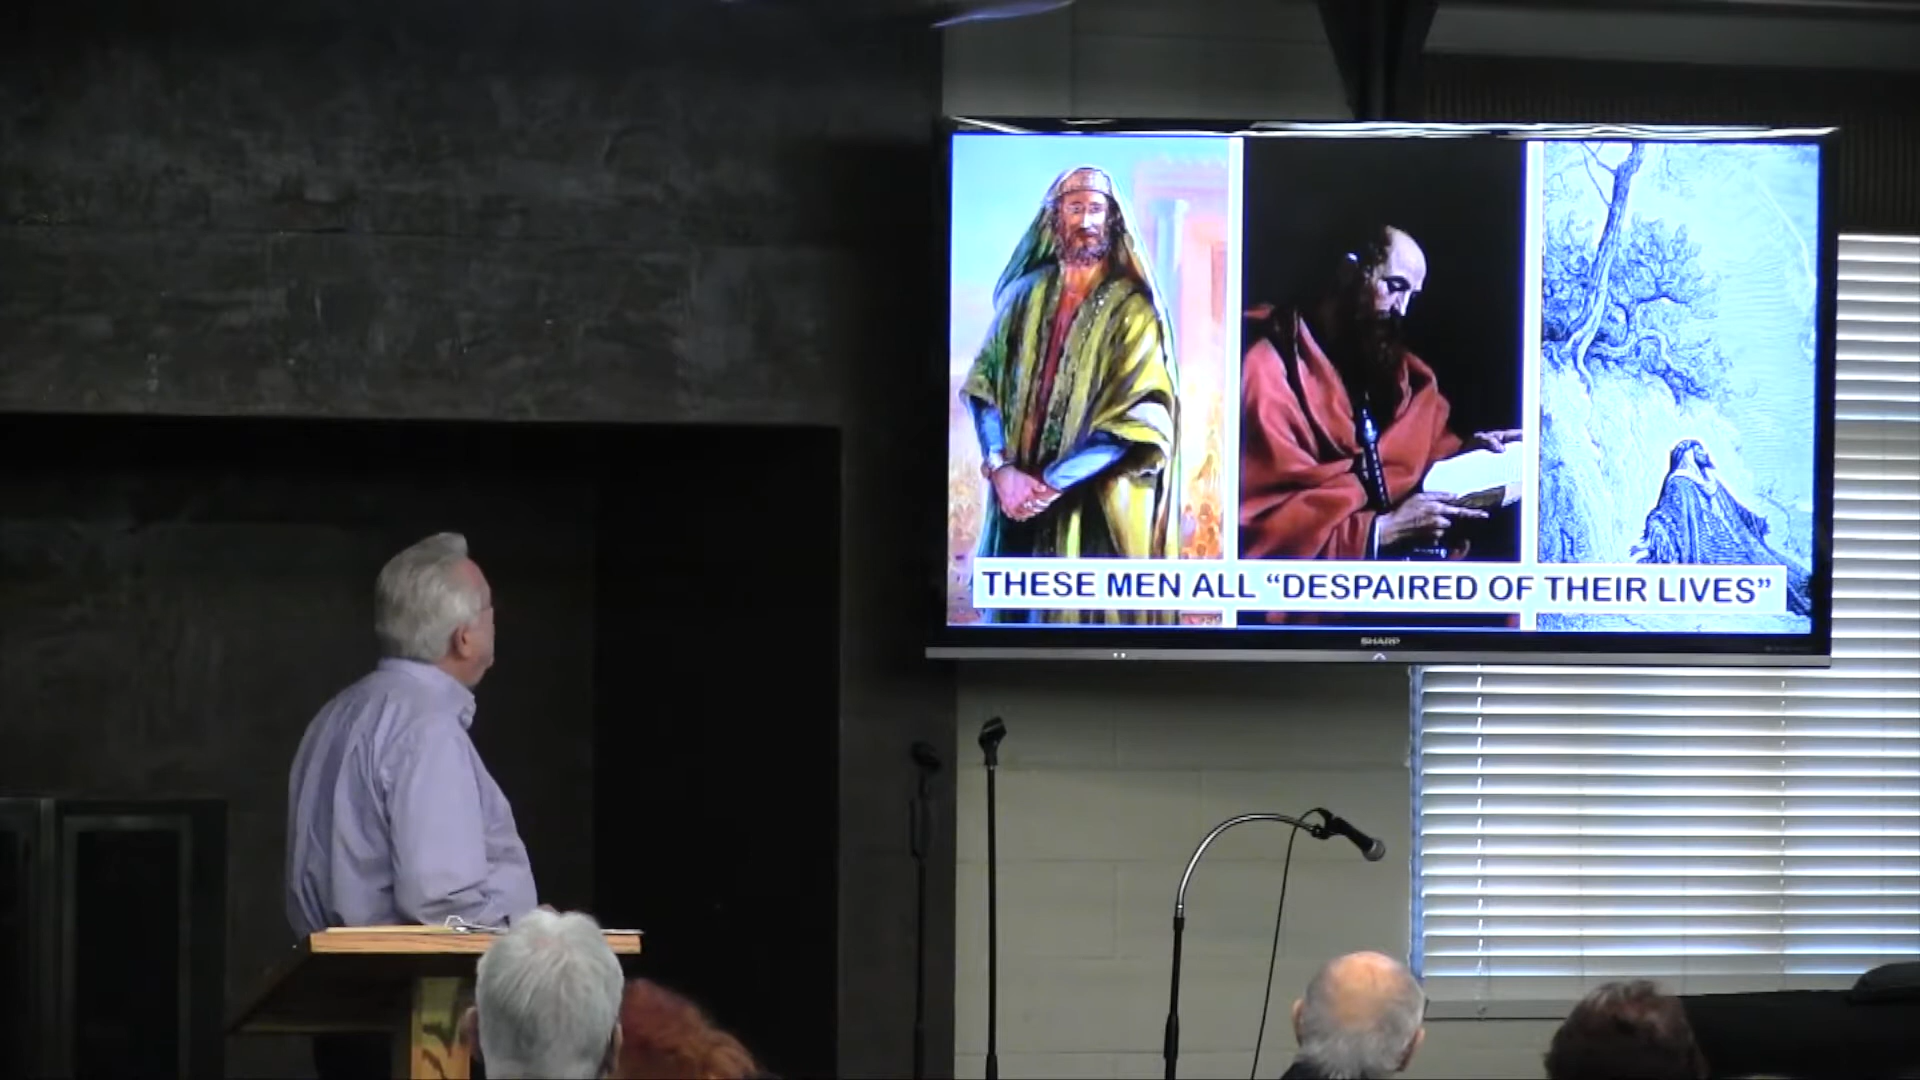 THESE MEN ALL “DESPAIRED OF THEIR LIVES”
SHARP